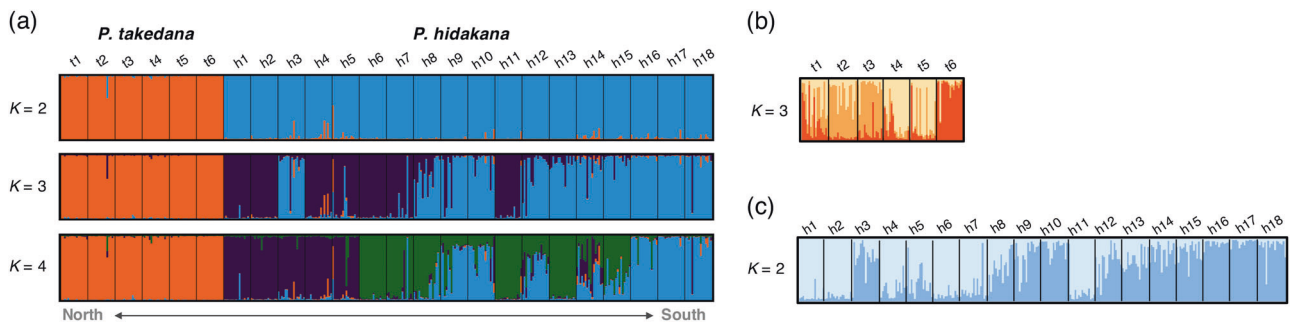 (a)
P. takedana P. hidakana
t1 t2 t3 t4 t5 t6 h1 h2 h3 h4 h5 h6 h7 h8 h9 h10 h11 h12 h13 h14 h15 h16 h17 h18
K = 2
K = 3
K = 4
North South
(b)
t1 t2 t3 t4 t5 t6
K = 3
(c)
h1 h2 h3 h4 h5 h6 h7 h8 h9 h10 h11 h12 h13 h14 h15 h16 h17 h18
K = 2